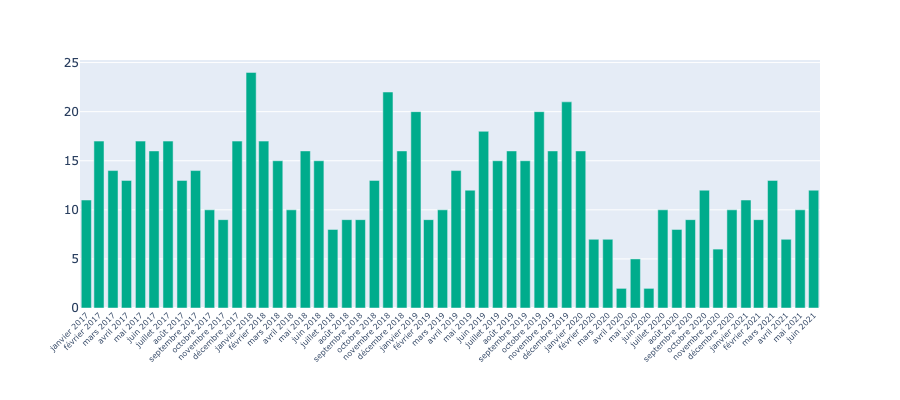 25
20
15
10
5
0
janvier 2017
février 2017
mars 2017
avril 2017
mai 2017
juin 2017
juillet 2017
août 2017
septembre 2017
octobre 2017
novembre 2017
décembre 2017
janvier 2018
février 2018
mars 2018
avril 2018
mai 2018
juin 2018
juillet 2018
août 2018
septembre 2018
octobre 2018
novembre 2018
décembre 2018
janvier 2019
février 2019
mars 2019
avril 2019
mai 2019
juin 2019
juillet 2019
août 2019
septembre 2019
octobre 2019
novembre 2019
décembre 2019
janvier 2020
février 2020
mars 2020
avril 2020
mai 2020
juin 2020
juillet 2020
août 2020
septembre 2020
octobre 2020
novembre 2020
décembre 2020
janvier 2021
février 2021
mars 2021
avril 2021
mai 2021
juin 2021